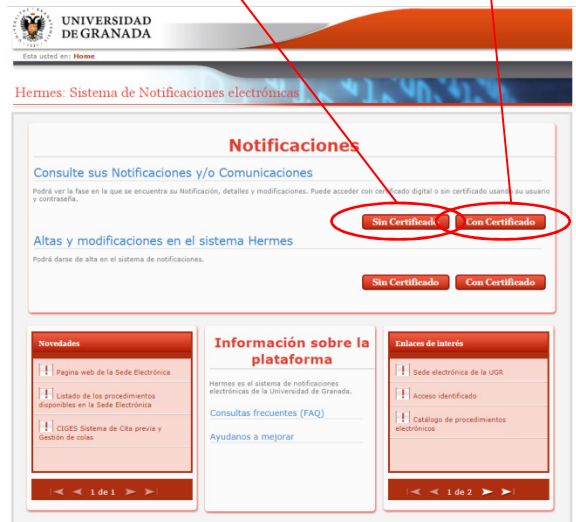 UNIVERSIDAD
DE GRANADA
Esta usted en: Home
Hermes: Sistema de Notificaciones electrónicas
Notificaciones
Consulte sus Notificaciones y/o Comunicaciones
Podrá ver la fase en la que se encuentra su Notificación, detalles y modificaciones. Puede acceder con certificado digital o sin certificado usando su usuario
y contraseña.
Sin Certificado Con Certificado
Altas y modificaciones en el sistema Hermes
Podrá darse de alta en el sistema de notificaciones.
Sin Certificado Con Certificado
Novedades
Pagina web de la Sede Electrónica
Listado de los procedimientos
disponibles en la Sede Electrónica
CIGES Sistema de Cita previa y
Gestión de colas
1 de 1
Información sobre la
plataforma
Hermes es el sistema de notificaciones
electrónicas de la Universidad de Granada.
Consultas frecuentes (FAQ)
Ayudanos a mejorar
Enlaces de interés
Sede electrónica de la UGR
Acceso identificado
Catálogo de procedimientos
electrónicos
1 de 2